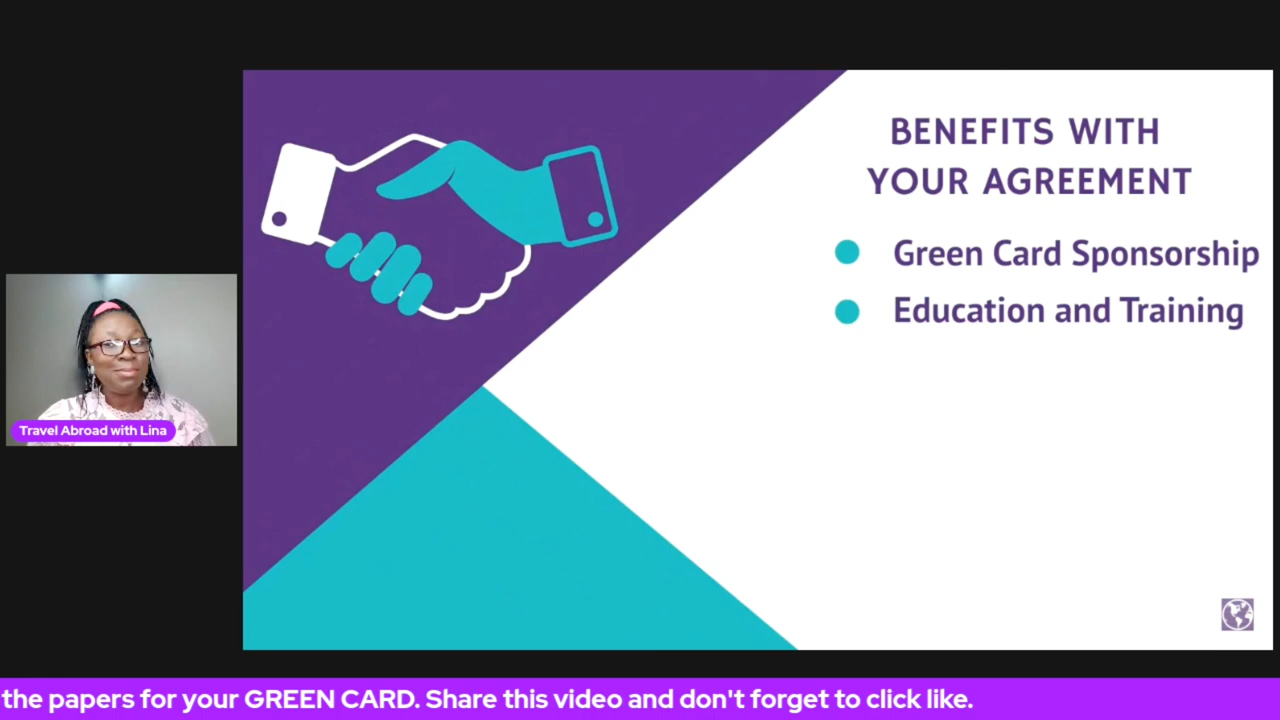 BENEFITS WITH
YOUR AGREEMENT
Green Card Sponsorship
Education and Training
Travel Abroad with Lina
the papers for your GREEN CARD. Share this video and don't forget to click like.